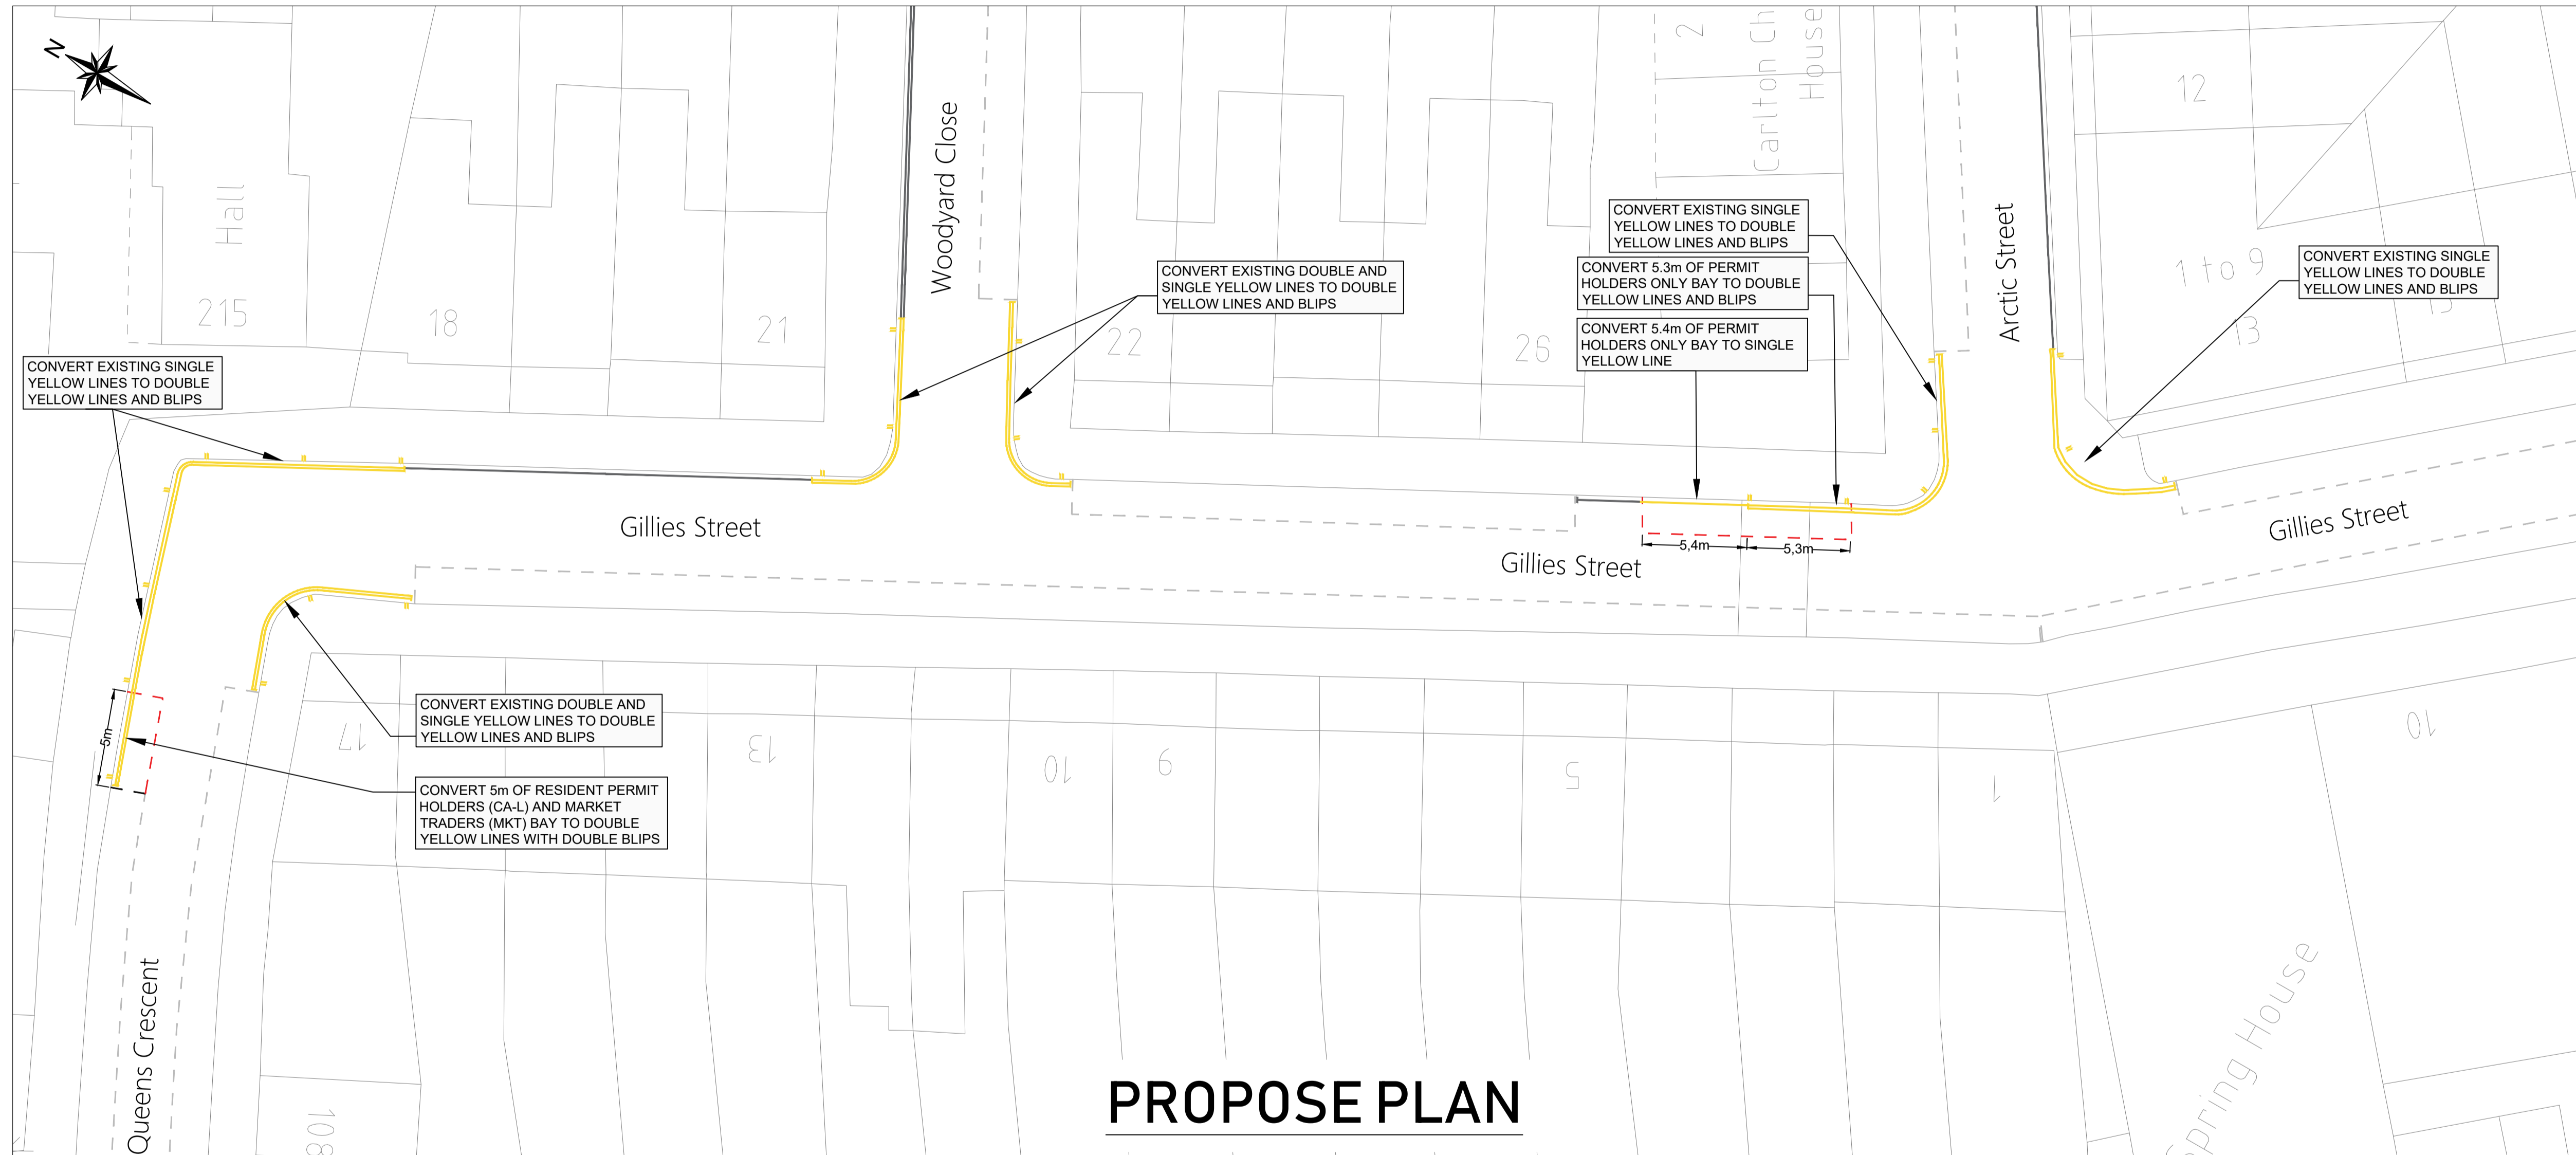 N
Hall
215
18
21
Woodyard Close
22
26
2
Carlton Ch
House
Arctic Street
12
1 to 9
13
CONVERT EXISTING SINGLE
YELLOW LINES TO DOUBLE
YELLOW LINES AND BLIPS
CONVERT EXISTING DOUBLE AND
SINGLE YELLOW LINES TO DOUBLE
YELLOW LINES AND BLIPS
CONVERT EXISTING SINGLE
YELLOW LINES TO DOUBLE
YELLOW LINES AND BLIPS
CONVERT 5.3m OF PERMIT
HOLDERS ONLY BAY TO DOUBLE
YELLOW LINES AND BLIPS
CONVERT 5.4m OF PERMIT
HOLDERS ONLY BAY TO SINGLE
YELLOW LINE
CONVERT EXISTING SINGLE
YELLOW LINES TO DOUBLE
YELLOW LINES AND BLIPS
Gillies Street
Gillies Street
Gillies Street
5,4m
5,3m
5m
CONVERT EXISTING DOUBLE AND
SINGLE YELLOW LINES TO DOUBLE
YELLOW LINES AND BLIPS
CONVERT 5m OF RESIDENT PERMIT
HOLDERS (CA-L) AND MARKET
TRADERS (MKT) BAY TO DOUBLE
YELLOW LINES WITH DOUBLE BLIPS
17
13
10
9
5
1
10
Queens Crescent
108
Spring House
PROPOSE PLAN